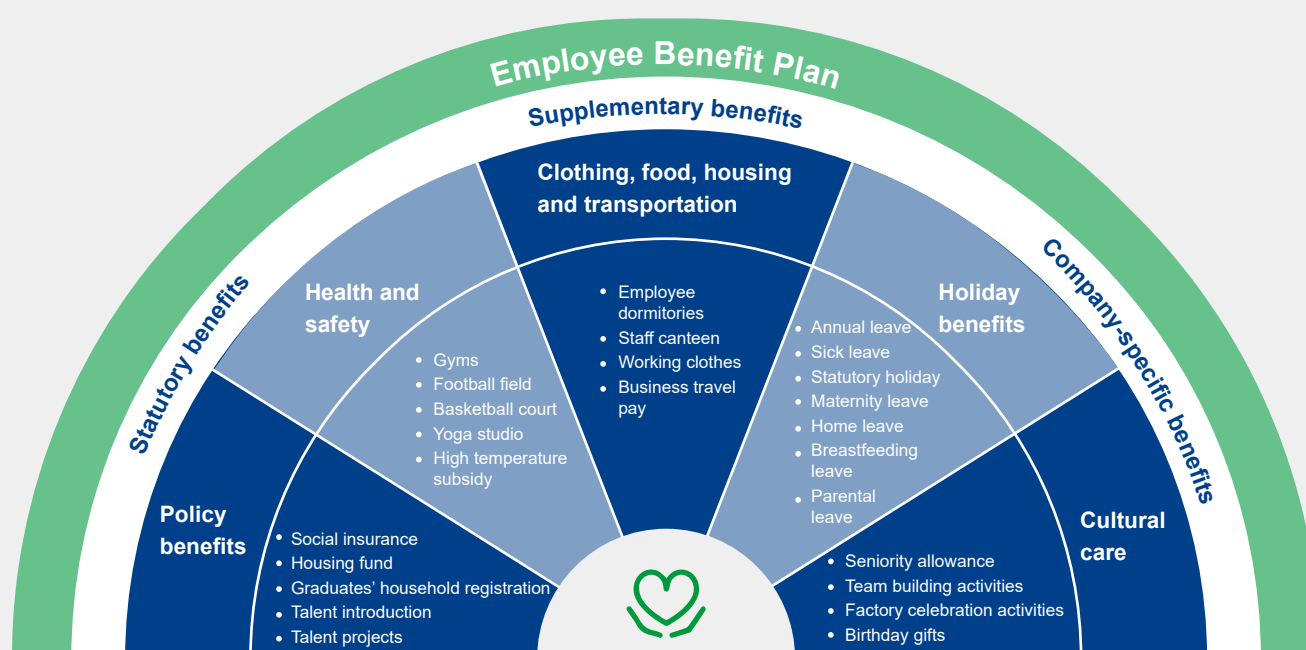 Employee Benefit Plan
Supplementary benefits
Statutory benefits
Company-specific benefits
Policy
benefits
• Social insurance
• Housing fund
• Graduates’ household registration
• Talent introduction
• Talent projects
Health and
safety
• Gyms
• Football field
• Basketball court
• Yoga studio
• High temperature
subsidy
Clothing, food, housing
and transportation
• Employee
dormitories
• Staff canteen
• Working clothes
• Business travel
pay
Holiday
benefits
• Annual leave
• Sick leave
• Statutory holiday
• Maternity leave
• Home leave
• Breastfeeding
leave
• Parental
leave
Cultural
care
• Seniority allowance
• Team building activities
• Factory celebration activities
• Birthday gifts